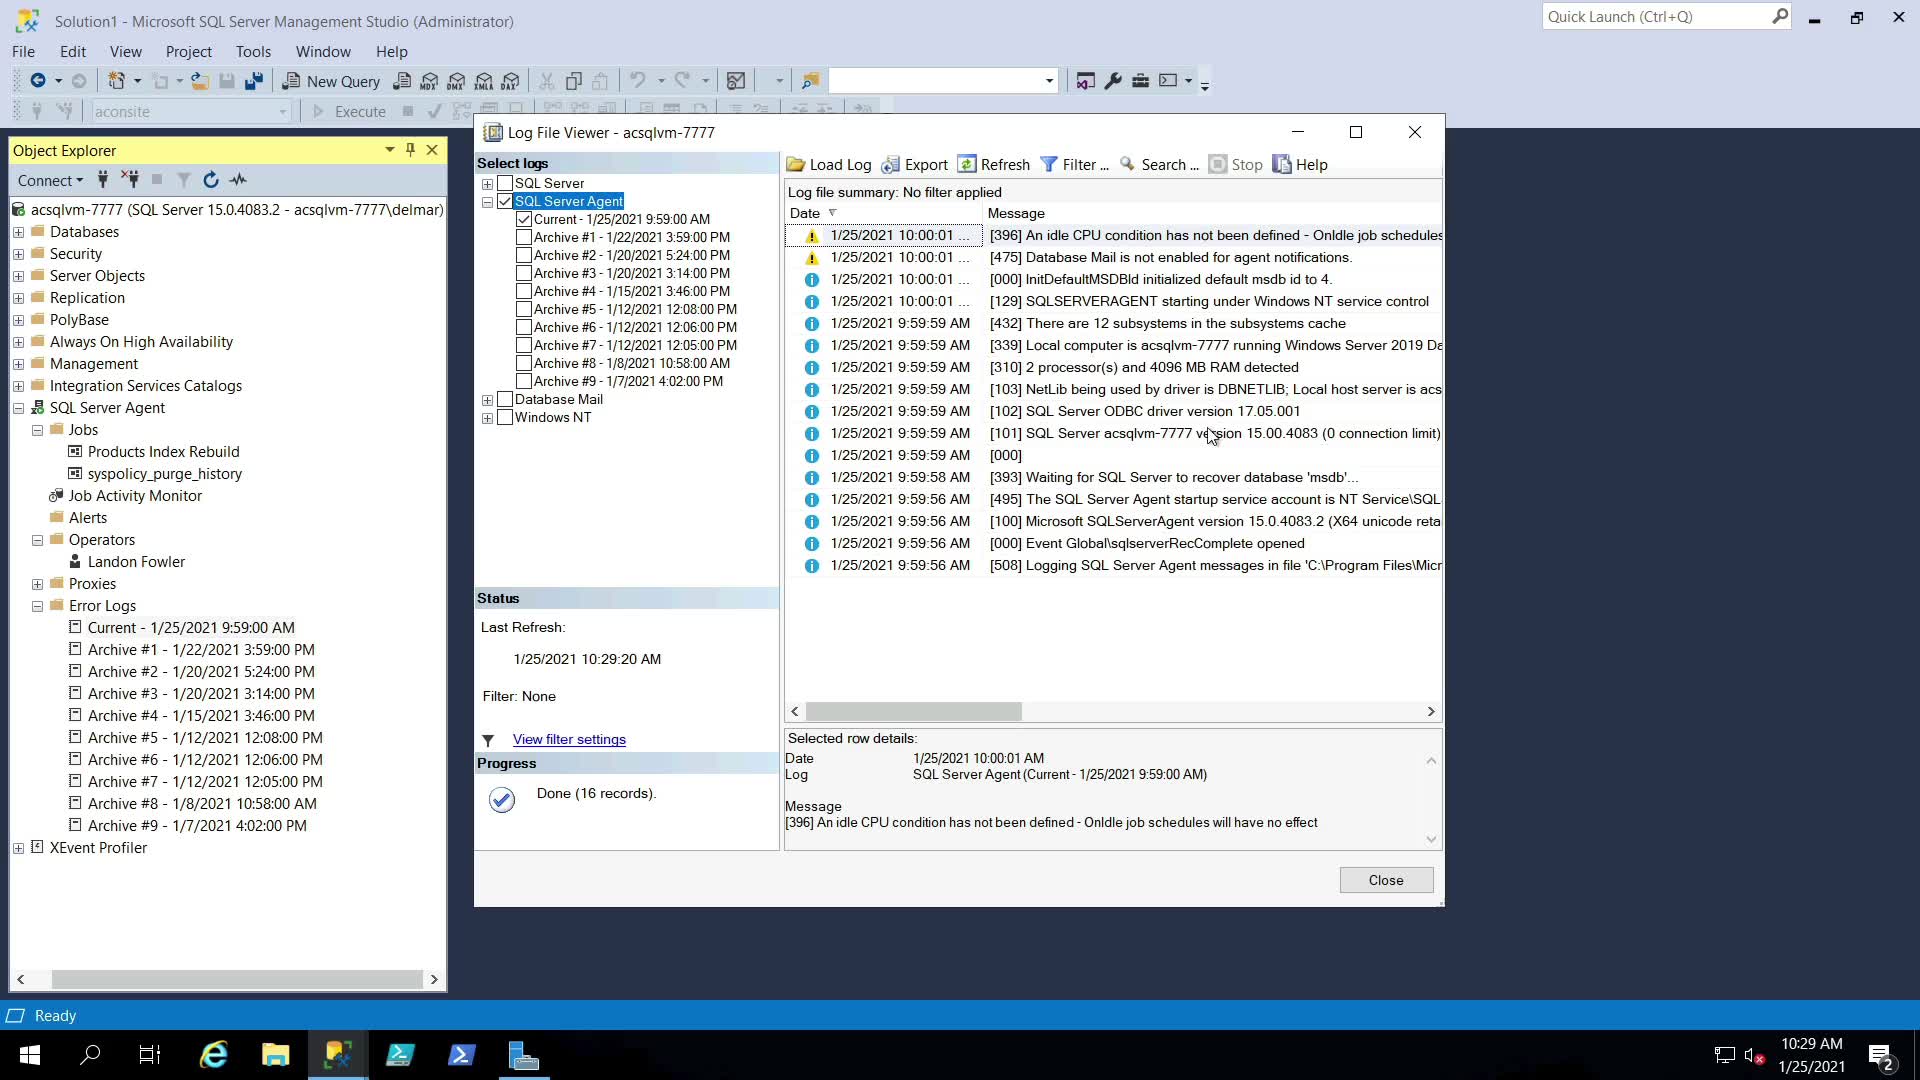 Solution1 - Microsoft SQL Server Management Studio (Administrator)
Quick Launch (Ctrl+Q)
File Edit View Project Tools Window Help
New Query MDX DMX XMLA DAX
aconsite Execute
Object Explorer
Connect
acsqlvm-7777 (SQL Server 15.0.4083.2 - acsqlvm-7777\delmar)
Databases
Security
Server Objects
Replication
PolyBase
Always On High Availability
Management
Integration Services Catalogs
SQL Server Agent
Jobs
Products Index Rebuild
syspolicy_purge_history
Job Activity Monitor
Alerts
Operators
Landon Fowler
Proxies
Error Logs
Current - 1/25/2021 9:59:00 AM
Archive #1 - 1/22/2021 3:59:00 PM
Archive #2 - 1/20/2021 5:24:00 PM
Archive #3 - 1/20/2021 3:14:00 PM
Archive #4 - 1/15/2021 3:46:00 PM
Archive #5 - 1/12/2021 12:08:00 PM
Archive #6 - 1/12/2021 12:06:00 PM
Archive #7 - 1/12/2021 12:05:00 PM
Archive #8 - 1/8/2021 10:58:00 AM
Archive #9 - 1/7/2021 4:02:00 PM
XEvent Profiler
Log File Viewer - acsqlvm-7777
Select logs
SQL Server
SQL Server Agent
Current - 1/25/2021 9:59:00 AM
Archive #1 - 1/22/2021 3:59:00 PM
Archive #2 - 1/20/2021 5:24:00 PM
Archive #3 - 1/20/2021 3:14:00 PM
Archive #4 - 1/15/2021 3:46:00 PM
Archive #5 - 1/12/2021 12:08:00 PM
Archive #6 - 1/12/2021 12:06:00 PM
Archive #7 - 1/12/2021 12:05:00 PM
Archive #8 - 1/8/2021 10:58:00 AM
Archive #9 - 1/7/2021 4:02:00 PM
Database Mail
Windows NT
Status
Last Refresh:
1/25/2021 10:29:20 AM
Filter: None
View filter settings
Progress
Done (16 records).
Load Log Export Refresh Filter ... Search ... Stop Help
Log file summary: No filter applied
Date Message
1/25/2021 10:00:01 ... [396] An idle CPU condition has not been defined - OnIdle job schedules
1/25/2021 10:00:01 ... [475] Database Mail is not enabled for agent notifications.
1/25/2021 10:00:01 ... [000] InitDefaultMSDBId initialized default msdb id to 4.
1/25/2021 10:00:01 ... [129] SQLSERVERAGENT starting under Windows NT service control
1/25/2021 9:59:59 AM [432] There are 12 subsystems in the subsystems cache
1/25/2021 9:59:59 AM [339] Local computer is acsqlvm-7777 running Windows Server 2019 Da
1/25/2021 9:59:59 AM [310] 2 processor(s) and 4096 MB RAM detected
1/25/2021 9:59:59 AM [103] NetLib being used by driver is DBNETLIB; Local host server is acs
1/25/2021 9:59:59 AM [102] SQL Server ODBC driver version 17.05.001
1/25/2021 9:59:59 AM [101] SQL Server acsqlvm-7777 version 15.00.4083 (0 connection limit)
1/25/2021 9:59:59 AM [000]
1/25/2021 9:59:58 AM [393] Waiting for SQL Server to recover database 'msdb'...
1/25/2021 9:59:56 AM [495] The SQL Server Agent startup service account is NT Service\SQL
1/25/2021 9:59:56 AM [100] Microsoft SQLServerAgent version 15.0.4083.2 (X64 unicode reta
1/25/2021 9:59:56 AM [000] Event Global\sqlserverRecComplete opened
1/25/2021 9:59:56 AM [508] Logging SQL Server Agent messages in file 'C:\Program Files\Micr
Selected row details:
Date 1/25/2021 10:00:01 AM
Log SQL Server Agent (Current - 1/25/2021 9:59:00 AM)
Message
[396] An idle CPU condition has not been defined - OnIdle job schedules will have no effect
Close
Ready
10:29 AM
1/25/2021
2